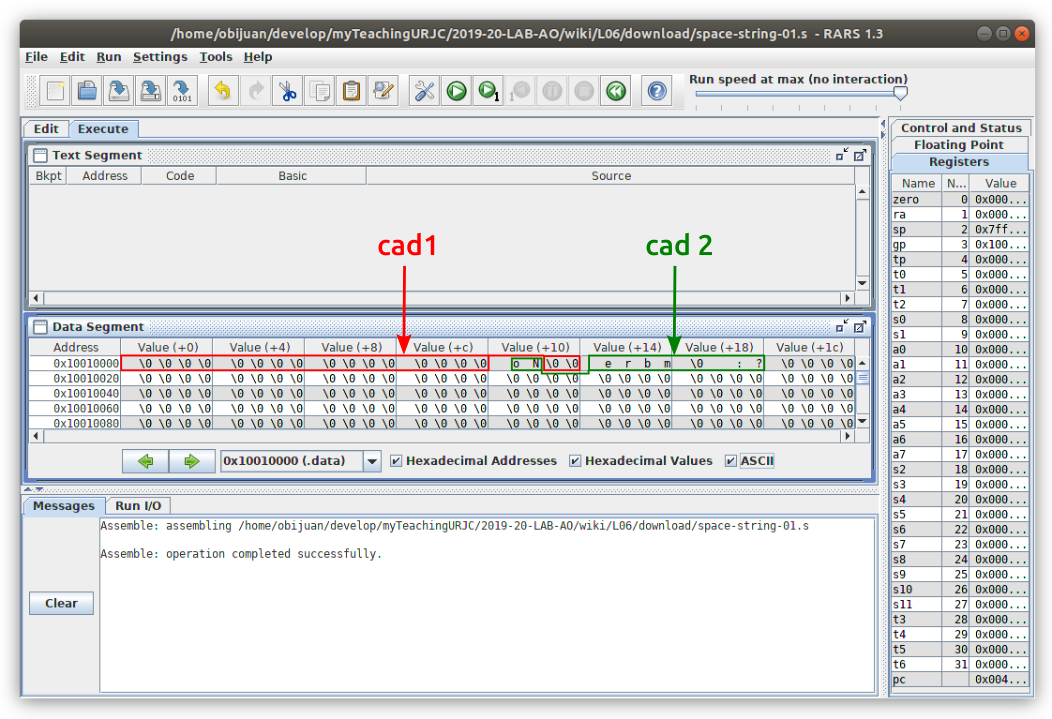 /home/obijuan/develop/myTeachingURJC/2019-20-LAB-AO/wiki/L06/download/space-string-01.s - RARS 1.3
File Edit Run Settings Tools Help
Run speed at max (no interaction)
0101 1 1
Edit Execute
Text Segment
Bkpt Address Code Basic Source
cad1 cad 2
Data Segment
Address Value (+0) Value (+4) Value (+8) Value (+c) Value (+10) Value (+14) Value (+18) Value (+1c)
0x10010000 \0 \0 \0 \0 \0 \0 \0 \0 \0 \0 \0 \0 \0 \0 \0 \0 o N \0 \0 e r b m \0 : ? \0 \0 \0 \0
0x10010020 \0 \0 \0 \0 \0 \0 \0 \0 \0 \0 \0 \0 \0 \0 \0 \0 \0 \0 \0 \0 \0 \0 \0 \0 \0 \0 \0 \0 \0 \0 \0 \0
0x10010040 \0 \0 \0 \0 \0 \0 \0 \0 \0 \0 \0 \0 \0 \0 \0 \0 \0 \0 \0 \0 \0 \0 \0 \0 \0 \0 \0 \0 \0 \0 \0 \0
0x10010060 \0 \0 \0 \0 \0 \0 \0 \0 \0 \0 \0 \0 \0 \0 \0 \0 \0 \0 \0 \0 \0 \0 \0 \0 \0 \0 \0 \0 \0 \0 \0 \0
0x10010080 \0 \0 \0 \0 \0 \0 \0 \0 \0 \0 \0 \0 \0 \0 \0 \0 \0 \0 \0 \0 \0 \0 \0 \0 \0 \0 \0 \0 \0 \0 \0 \0
0x10010000 (.data) Hexadecimal Addresses Hexadecimal Values ASCII
Messages Run I/O
Assemble: assembling /home/obijuan/develop/myTeachingURJC/2019-20-LAB-AO/wiki/L06/download/space-string-01.s
Assemble: operation completed successfully.
Clear
Control and Status
Floating Point
Registers
Name N... Value
zero 0 0x000...
ra 1 0x000...
sp 2 0x7ff...
gp 3 0x100...
tp 4 0x000...
t0 5 0x000...
t1 6 0x000...
t2 7 0x000...
s0 8 0x000...
s1 9 0x000...
a0 10 0x000...
a1 11 0x000...
a2 12 0x000...
a3 13 0x000...
a4 14 0x000...
a5 15 0x000...
a6 16 0x000...
a7 17 0x000...
s2 18 0x000...
s3 19 0x000...
s4 20 0x000...
s5 21 0x000...
s6 22 0x000...
s7 23 0x000...
s8 24 0x000...
s9 25 0x000...
s10 26 0x000...
s11 27 0x000...
t3 28 0x000...
t4 29 0x000...
t5 30 0x000...
t6 31 0x000...
pc 0x004...